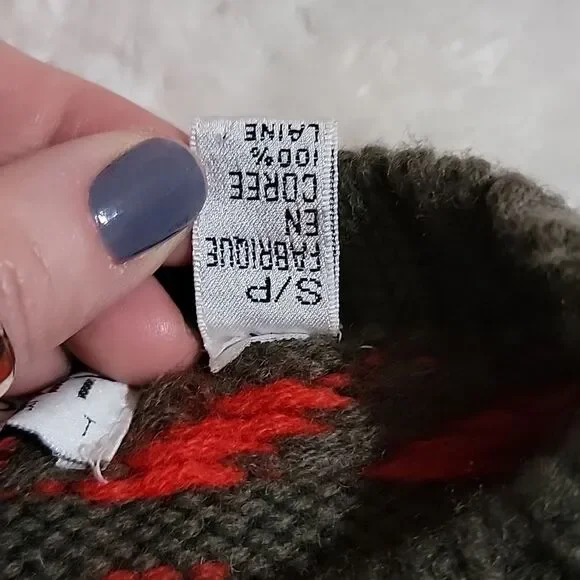 S/P
FABRIQUE
EN
COREE
100%
LAINE